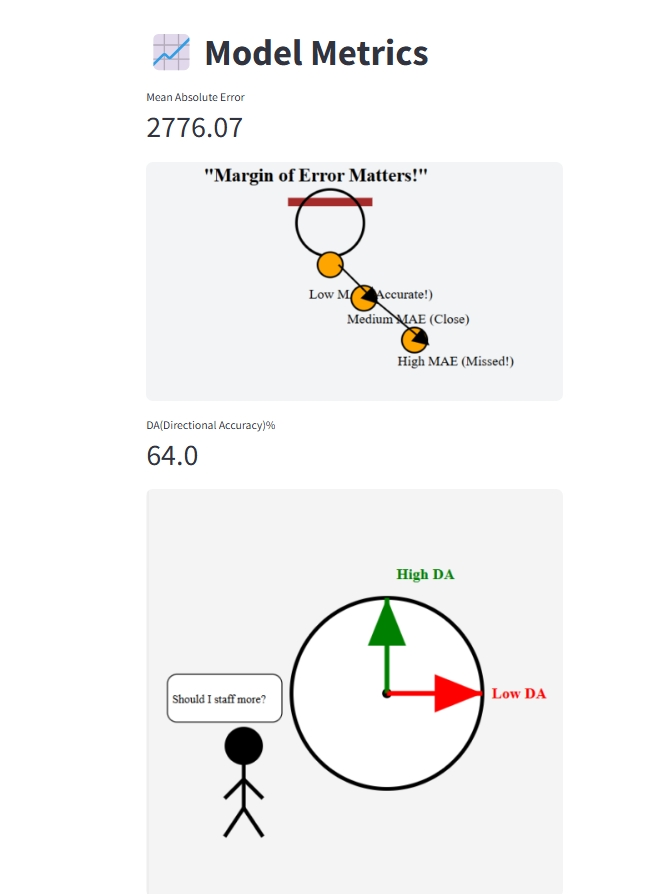 Model Metrics
Mean Absolute Error
2776.07
"Margin of Error Matters!"
Low M Accurate!)
Medium MAE (Close)
High MAE (Missed!)
DA(Directional Accuracy)%
64.0
High DA
Low DA
Should I staff more?